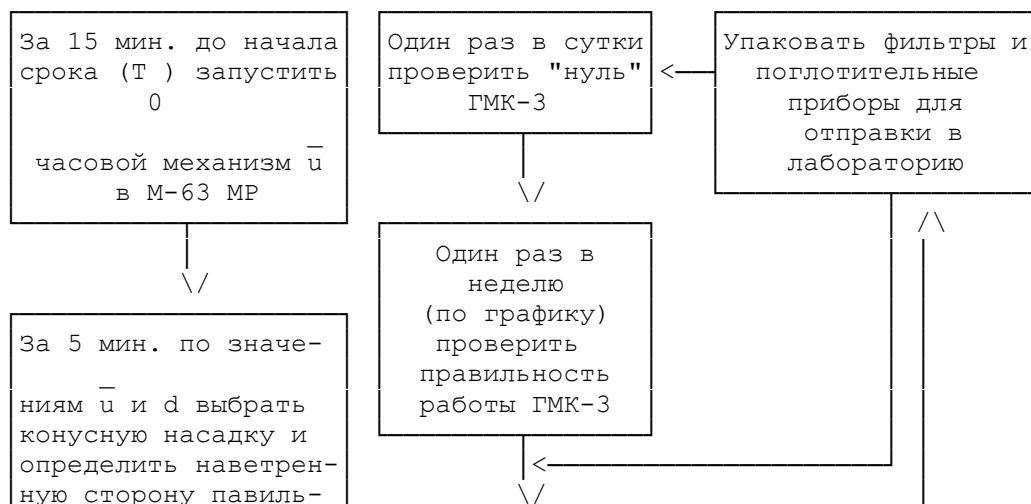 За 15 мин. до начала
срока (T ) запустить
0
часовой механизм u̅
в М-63 МР
За 5 мин. по значе-
ниям u̅ и d выбрать
конусную насадку и
определить наветрен-
ную сторону павиль-
Один раз в сутки
проверить "нуль"
ГМК-3
Один раз в
неделю
(по графику)
проверить
правильность
работы ГМК-3
Упаковать фильтры и
поглотительные
приборы для
отправки в
лабораторию